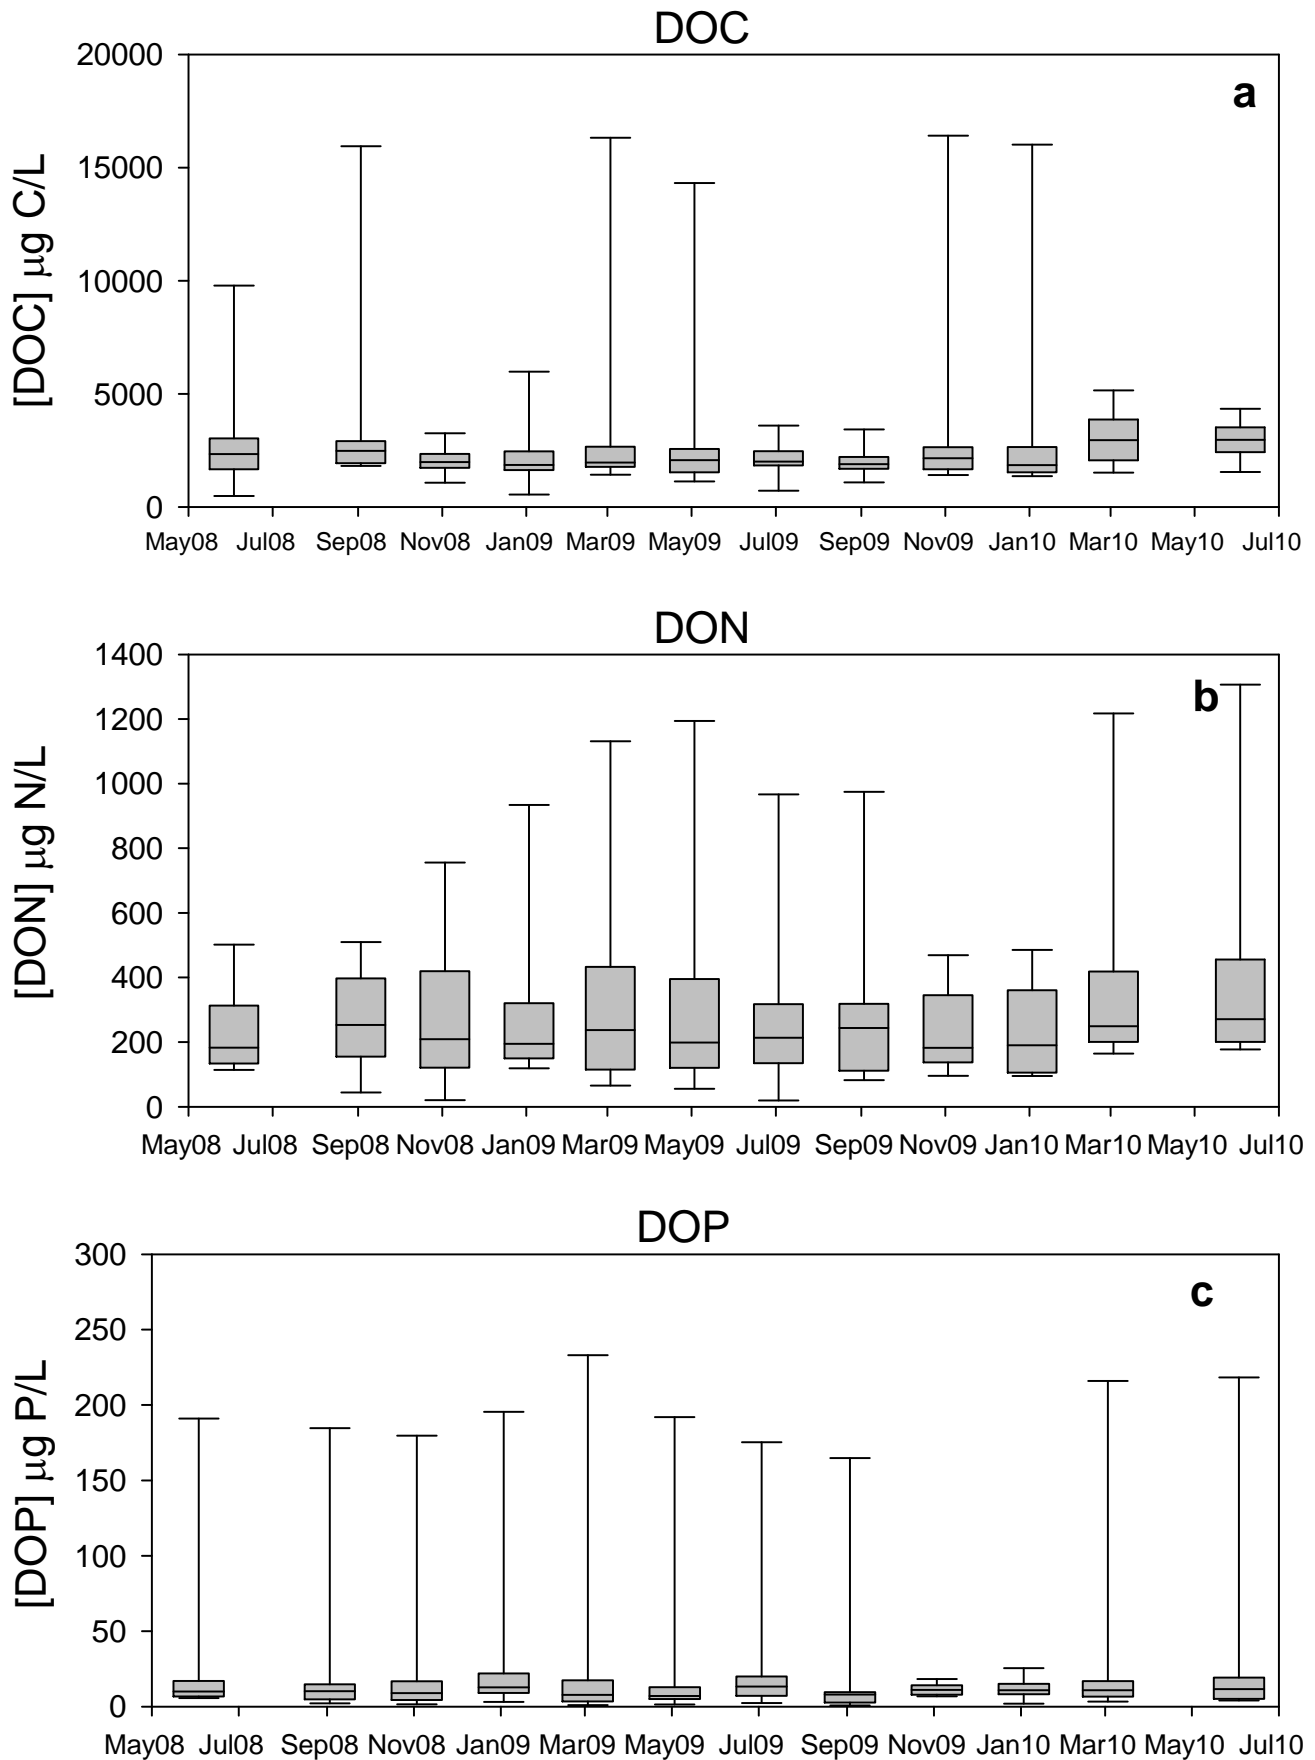 DOC
a
[DOC] μg C/L
20000
15000
10000
5000
0
May08 Jul08 Sep08 Nov08 Jan09 Mar09 May09 Jul09 Sep09 Nov09 Jan10 Mar10 May10 Jul10
DON
b
[DON] μg N/L
1400
1200
1000
800
600
400
200
0
May08 Jul08 Sep08 Nov08 Jan09 Mar09 May09 Jul09 Sep09 Nov09 Jan10 Mar10 May10 Jul10
DOP
c
[DOP] μg P/L
300
250
200
150
100
50
0
May08 Jul08 Sep08 Nov08 Jan09 Mar09 May09 Jul09 Sep09 Nov09 Jan10 Mar10 May10 Jul10